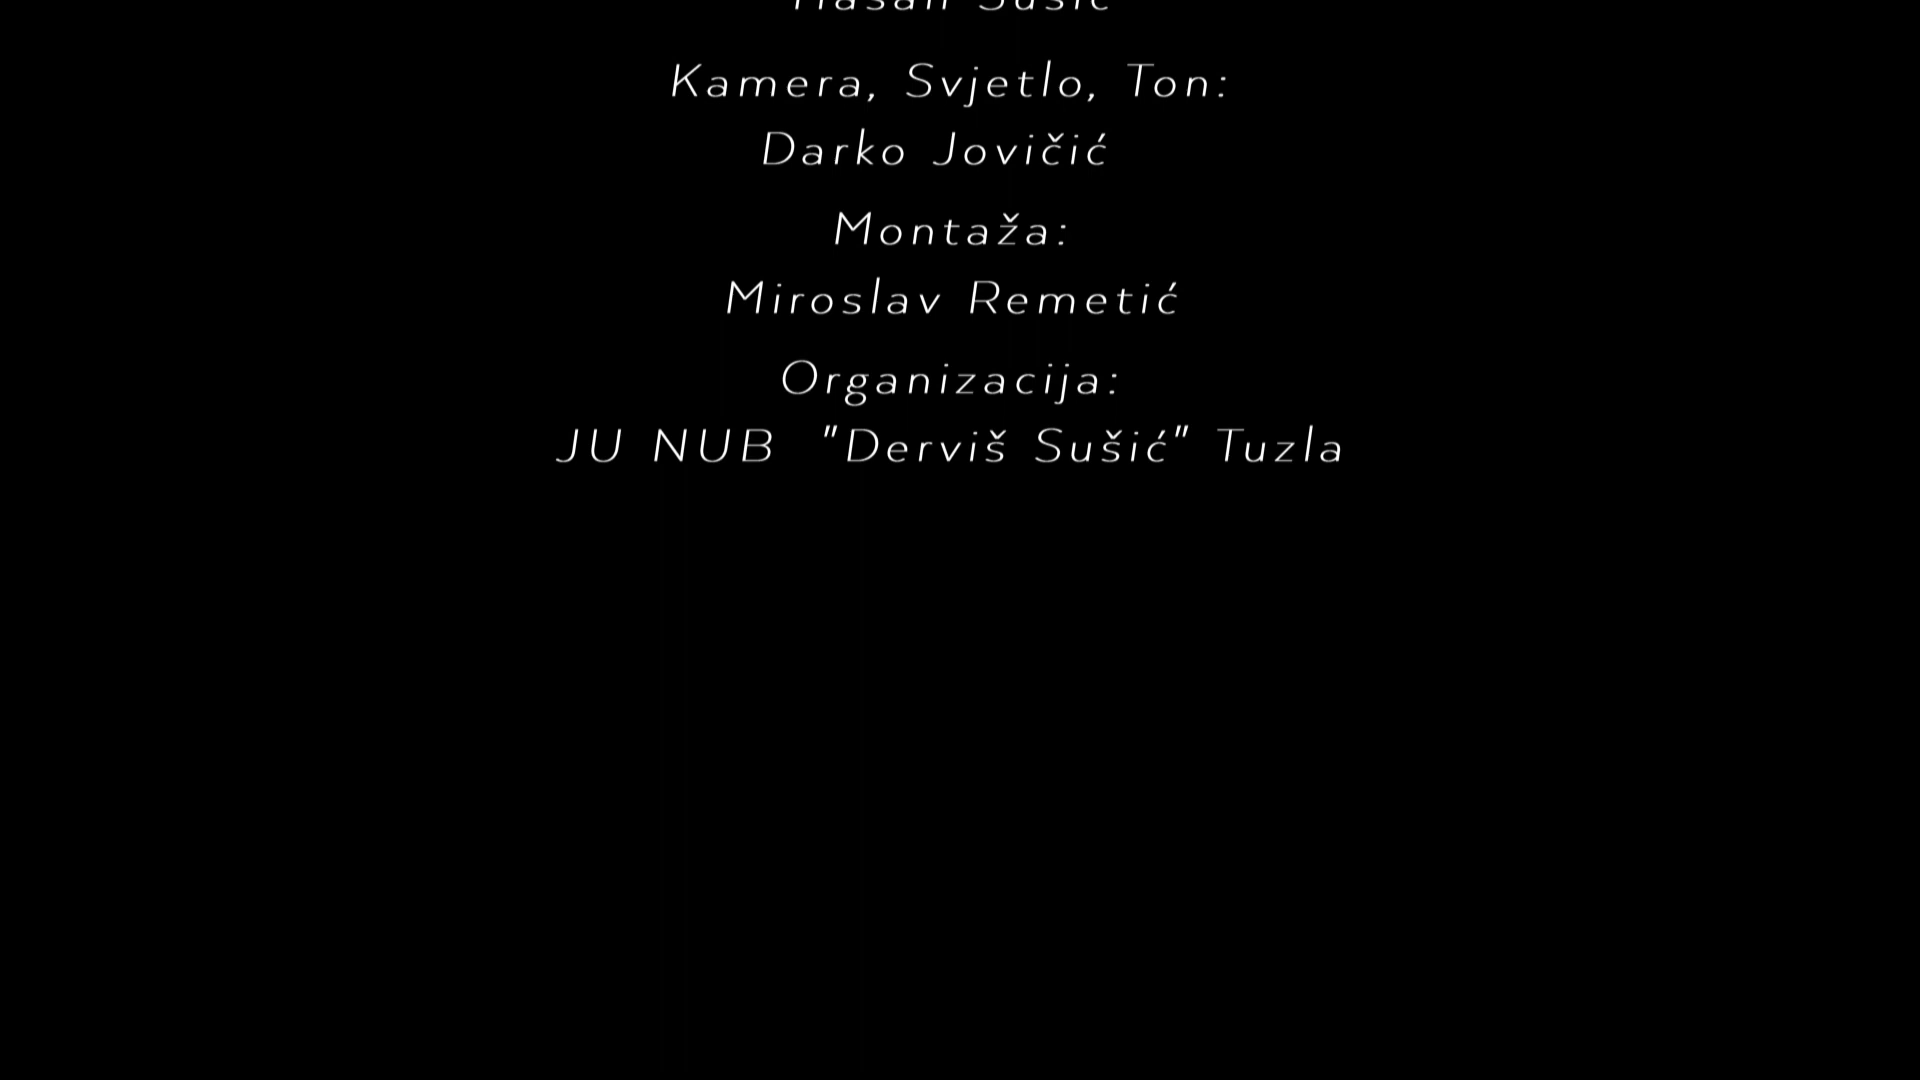 Kamera, Svjetlo, Ton:
Darko Jovičić
Montaža:
Miroslav Remetić
Organizacija:
JU NUB "Derviš Sušić" Tuzla